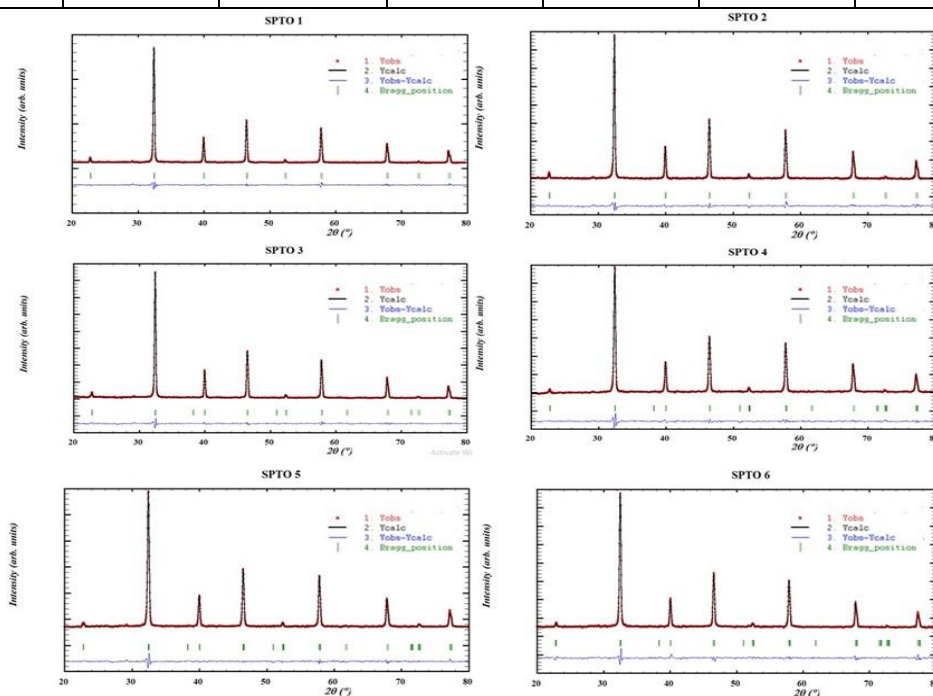 SPTO 1
Intensity (arb. units)
1. Yobs
2. Ycalc
3. Yobs-Ycalc
4. Bragg_position
20 30 40 50 60 70 80
2θ (°)
SPTO 2
Intensity (arb. units)
1. Yobs
2. Ycalc
3. Yobs-Ycalc
4. Bragg_position
20 30 40 50 60 70 80
2θ (°)
SPTO 3
Intensity (arb. units)
1. Yobs
2. Ycalc
3. Yobs-Ycalc
4. Bragg_position
20 30 40 50 60 70 80
2θ (°)
Activate Wi
SPTO 4
Intensity (arb. units)
1. Yobs
2. Ycalc
3. Yobs-Ycalc
4. Bragg_position
20 30 40 50 60 70 80
2θ (°)
SPTO 5
Intensity (arb. units)
1. Yobs
2. Ycalc
3. Yobs-Ycalc
4. Bragg_position
20 30 40 50 60 70 80
2θ (°)
SPTO 6
Intensity (arb. units)
1. Yobs
2. Ycalc
3. Yobs-Ycalc
4. Bragg_position
20 30 40 50 60 70 80
2θ (°)